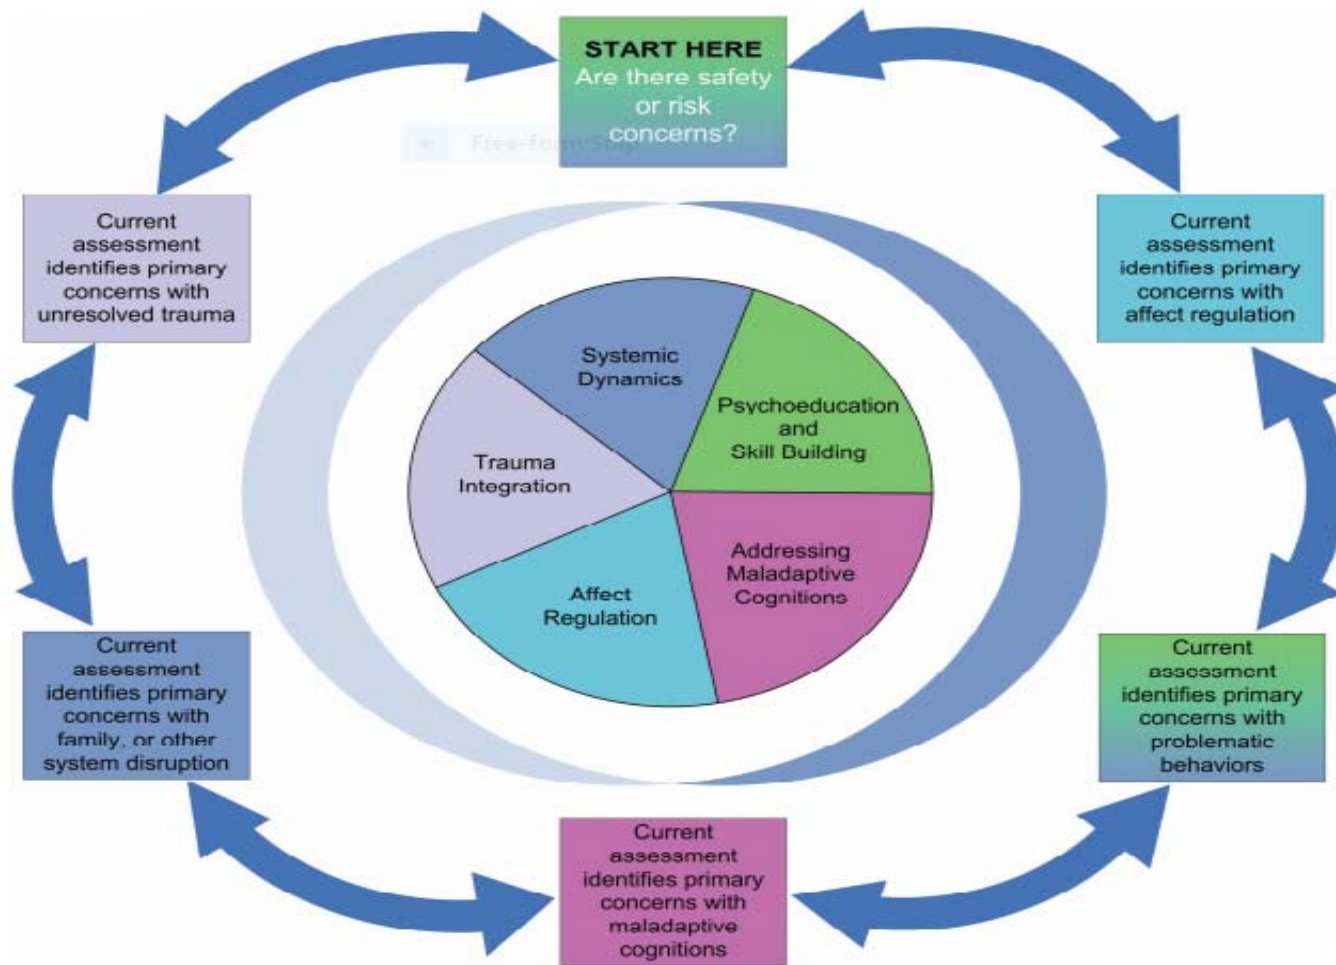 START HERE
Are there safety
or risk
concerns?
Free-form Snip
Current
assessment
identifies primary
concerns with
unresolved trauma
Current
assessment
identifies primary
concerns with
affect regulation
Systemic
Dynamics
Psychoeducation
and
Skill Building
Trauma
Integration
Addressing
Maladaptive
Cognitions
Affect
Regulation
Current
assessment
identifies primary
concerns with
family, or other
system disruption
Current
assessment
identifies primary
concerns with
problematic
behaviors
Current
assessment
identifies primary
concerns with
maladaptive
cognitions